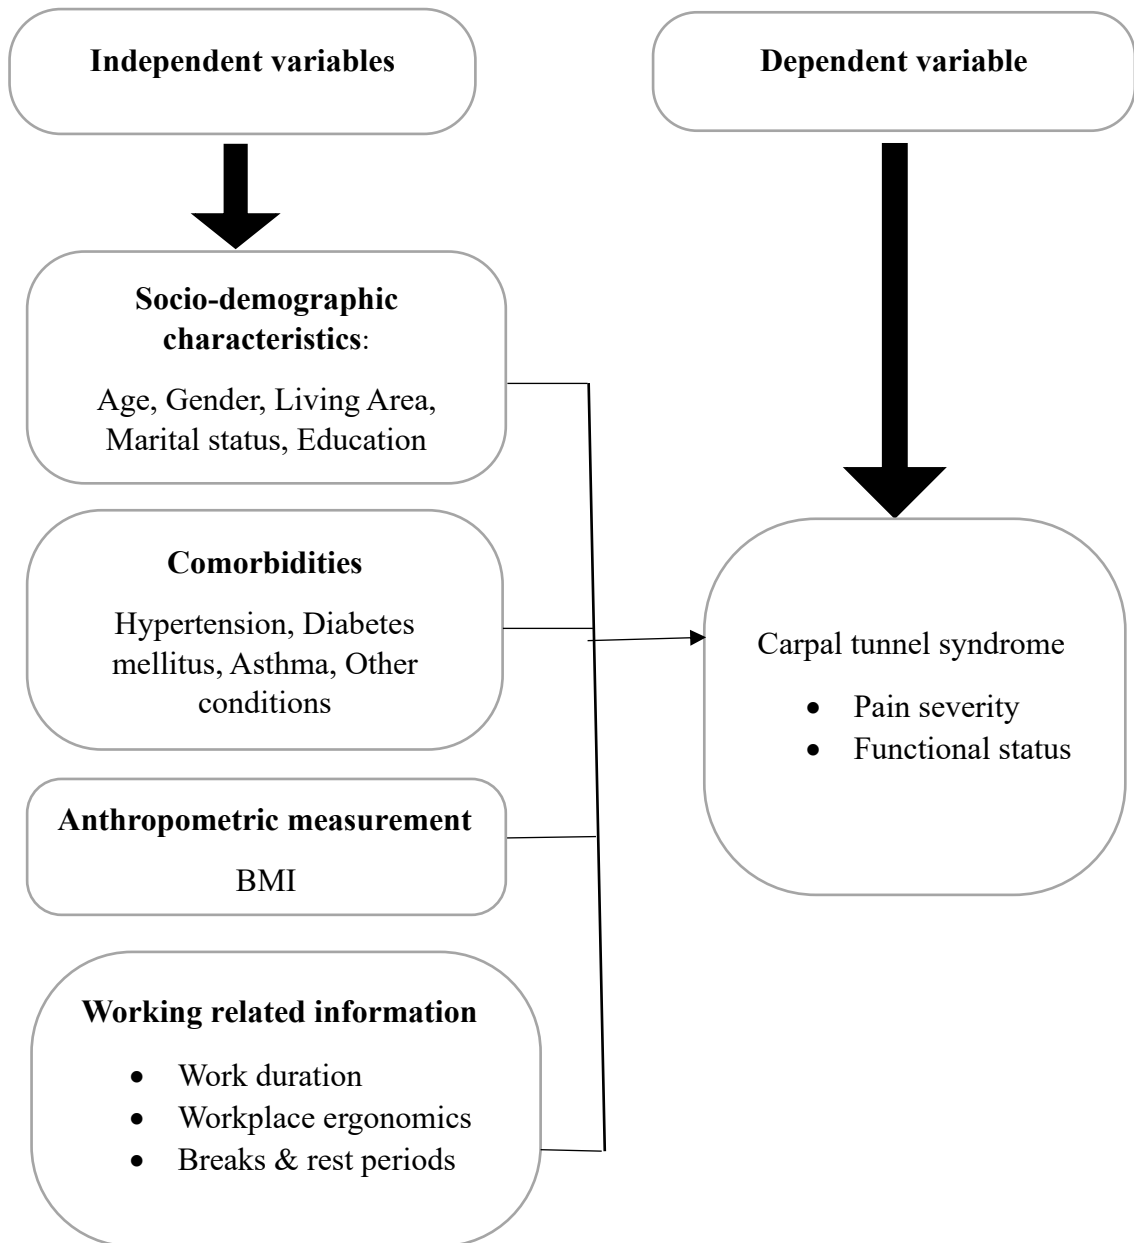 Independent variables
Dependent variable
Socio-demographic
characteristics:
Age, Gender, Living Area,
Marital status, Education
Comorbidities
Hypertension, Diabetes
mellitus, Asthma, Other
conditions
Anthropometric measurement
BMI
Working related information
• Work duration
• Workplace ergonomics
• Breaks & rest periods
Carpal tunnel syndrome
• Pain severity
• Functional status